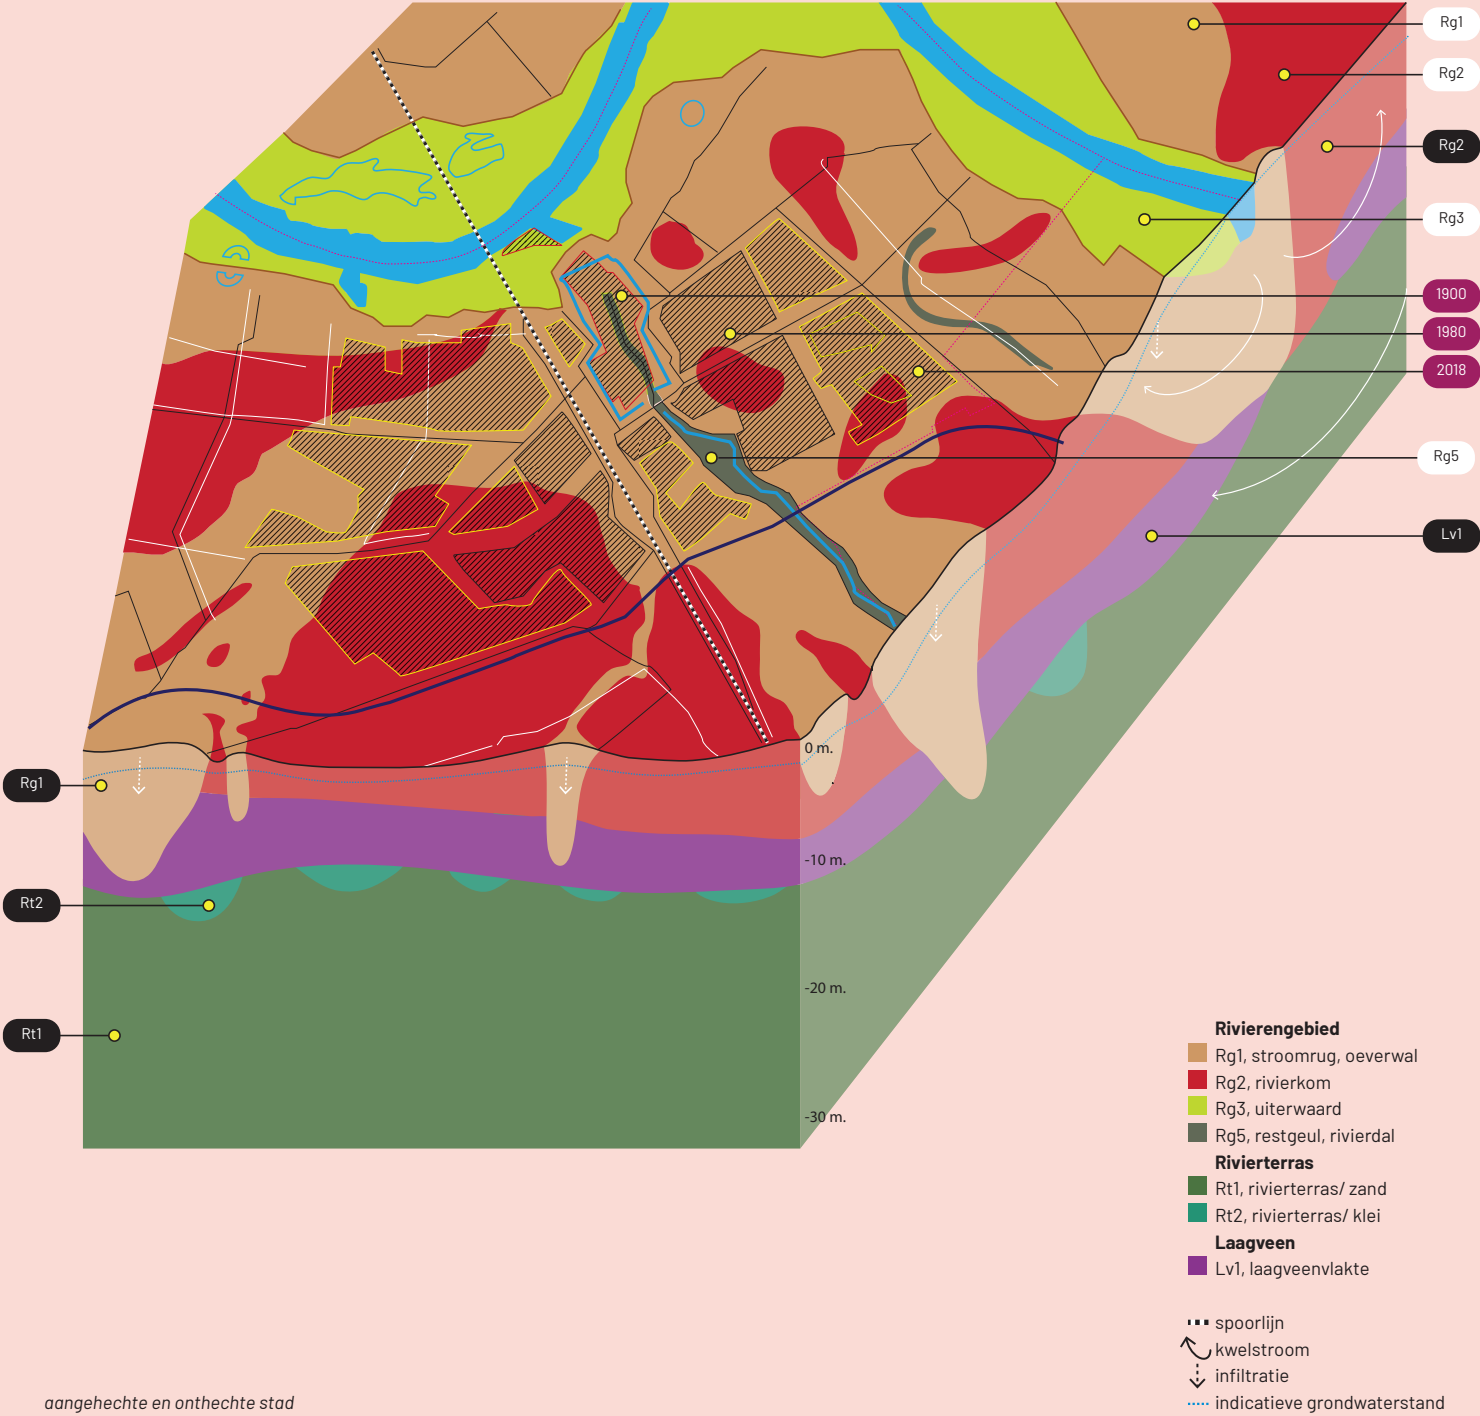 Rg1
Rg2
Rg2
Rg3
1900
1980
2018
Rg5
Lv1
0 m.
Rg1
-10 m.
Rt2
-20 m.
Rt1
-30 m.
Rivierengebied
Rg1, stroomrug, oeverwal
Rg2, rivierkom
Rg3, uiterwaard
Rg5, restgeul, rivierdal
Rivierterras
Rt1, rivierterras/ zand
Rt2, rivierterras/ klei
Laagveen
Lv1, laagveenvlakte
spoorlijn
kwelstroom
infiltratie
indicatieve grondwaterstand
aangehechte en onthechte stad